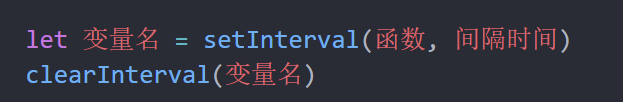 let 变量名 = setInterval(函数, 间隔时间)
clearInterval(变量名)